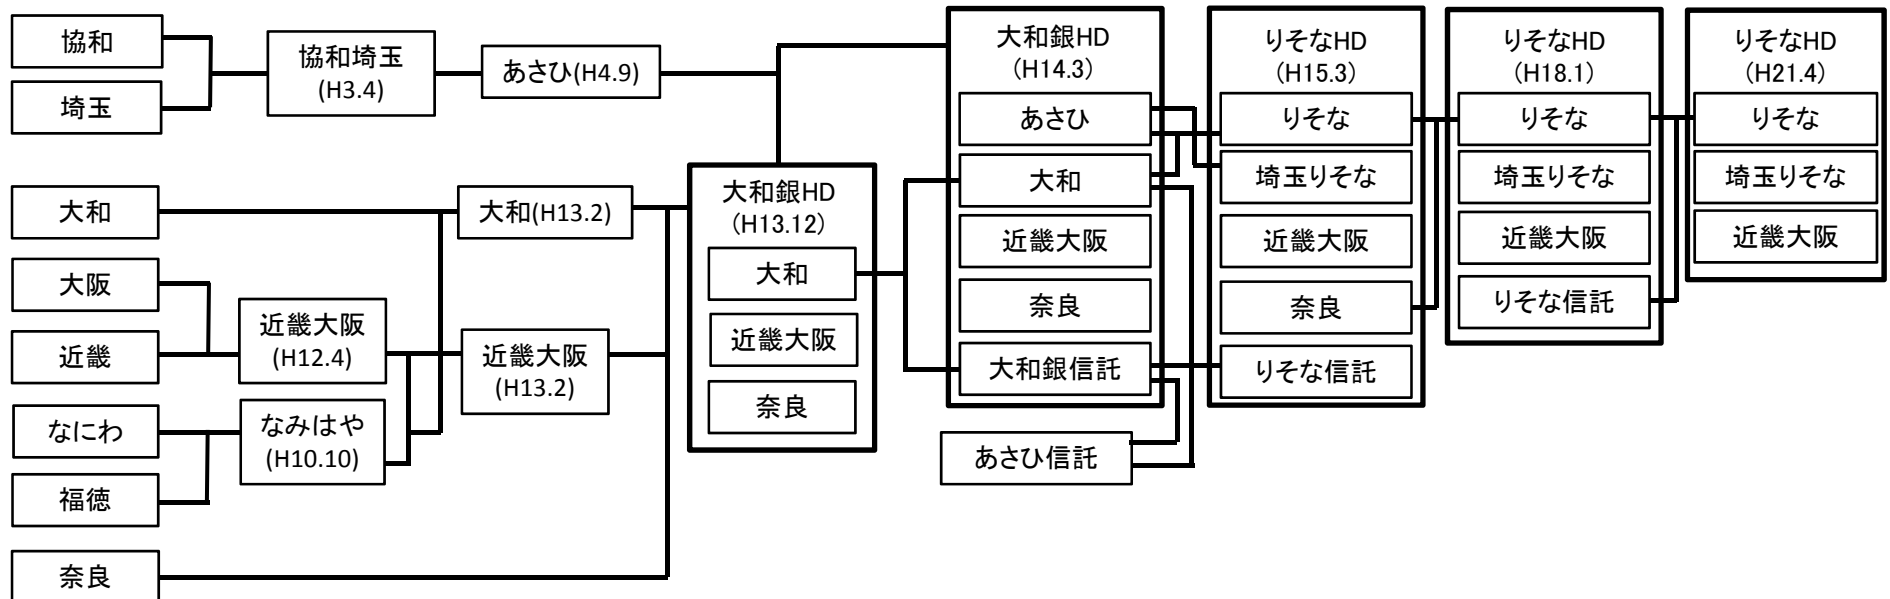 協和
埼玉
協和埼玉
(H3.4)
あさひ(H4.9)
大和
大阪
近畿
なにわ
福徳
奈良
近畿大阪
(H12.4)
なみはや
(H10.10)
大和(H13.2)
近畿大阪
(H13.2)
大和銀HD
(H13.12)
大和
近畿大阪
奈良
大和銀HD
(H14.3)
あさひ
大和
近畿大阪
奈良
大和銀信託
あさひ信託
りそなHD
(H15.3)
りそな
埼玉りそな
近畿大阪
奈良
りそな信託
りそなHD
(H18.1)
りそな
埼玉りそな
近畿大阪
りそな信託
りそなHD
(H21.4)
りそな
埼玉りそな
近畿大阪